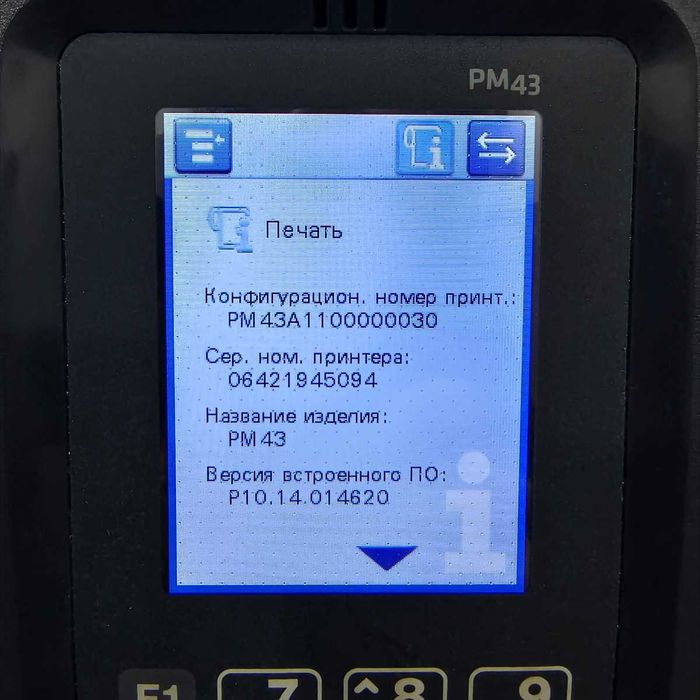 PM43
Печать
Конфигурацион. номер принт.:
PM43A1100000030
Сер. ном. принтера:
06421945094
Название изделия:
PM43
Версия встроенного ПО:
P10.14.014620
F1 7 ^8 9